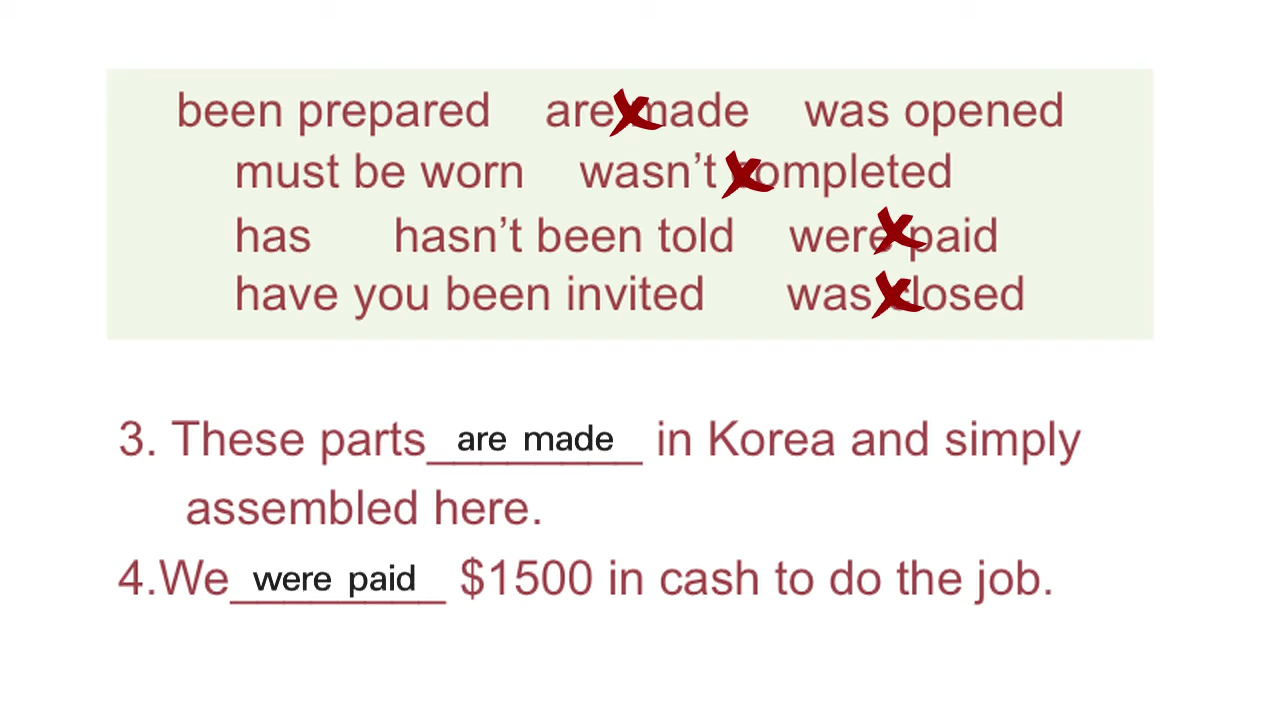 been prepared are made was opened
must be worn wasn't completed
has hasn't been told were paid
have you been invited was closed
3. These parts________ are made in Korea and simply
assembled here.
4.We________ were paid $1500 in cash to do the job.